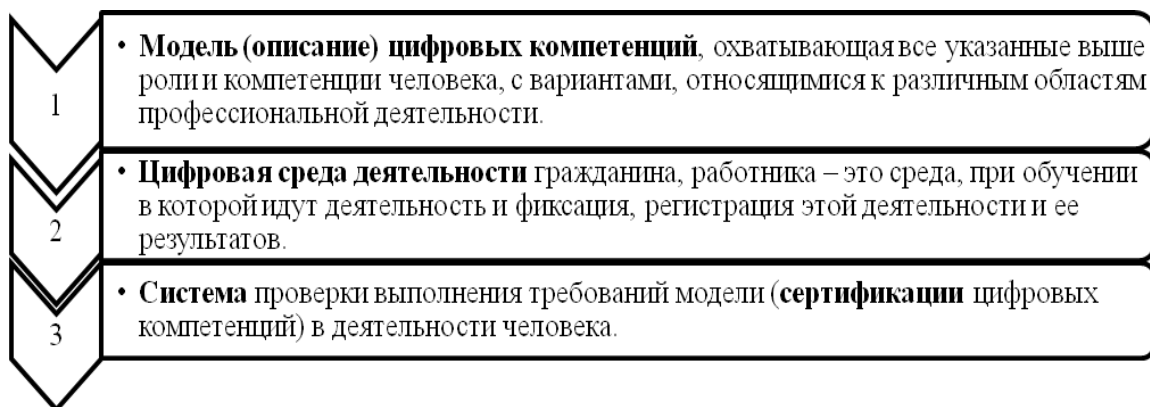 1
• Модель (описание) цифровых компетенций, охватывающая все указанные выше
роли и компетенции человека, с вариантами, относящимися к различным областям
профессиональной деятельности.
2
• Цифровая среда деятельности гражданина, работника – это среда, при обучении
в которой идут деятельность и фиксация, регистрация этой деятельности и ее
результатов.
3
• Система проверки выполнения требований модели (сертификации цифровых
компетенций) в деятельности человека.